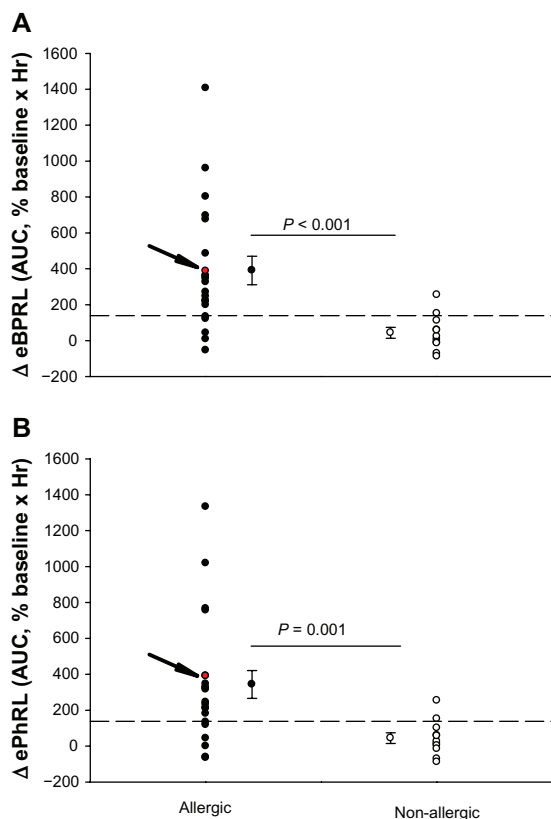 A
Δ eBPRL (AUC, % baseline x Hr)
1600
1400
1200
1000
800
600
400
200
0
−200
P < 0.001
B
Δ ePhRL (AUC, % baseline x Hr)
1600
1400
1200
1000
800
600
400
200
0
−200
P = 0.001
Allergic
Non-allergic